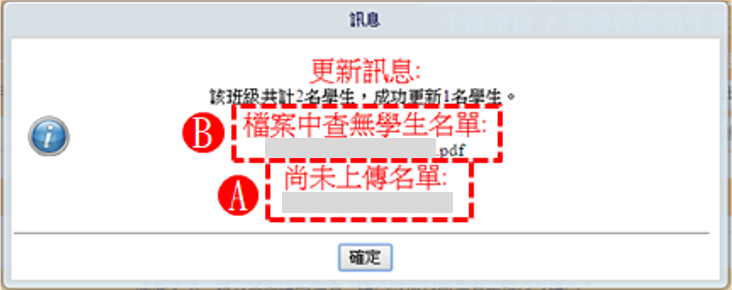 訊息
更新訊息:
該班級共計2名學生，成功更新1名學生。
B 檔案中查無學生名單:
.pdf
A 尚未上傳名單:
確定